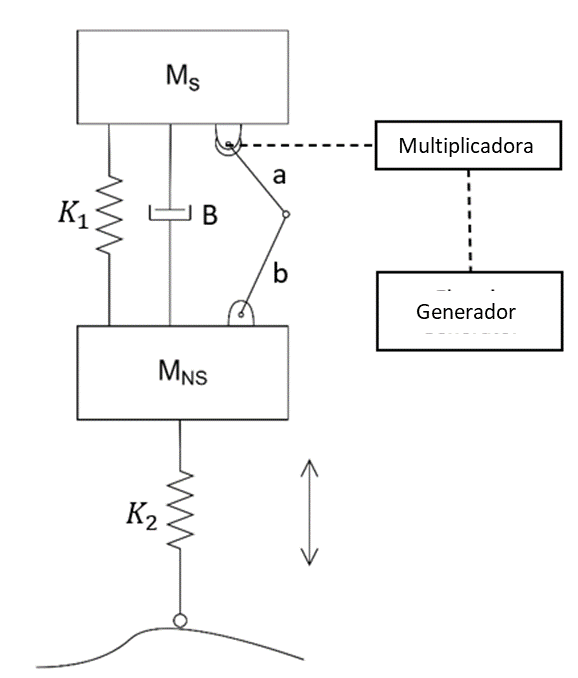 M_S
Multiplicadora
a
K_1
B
b
Generador
M_NS
K_2